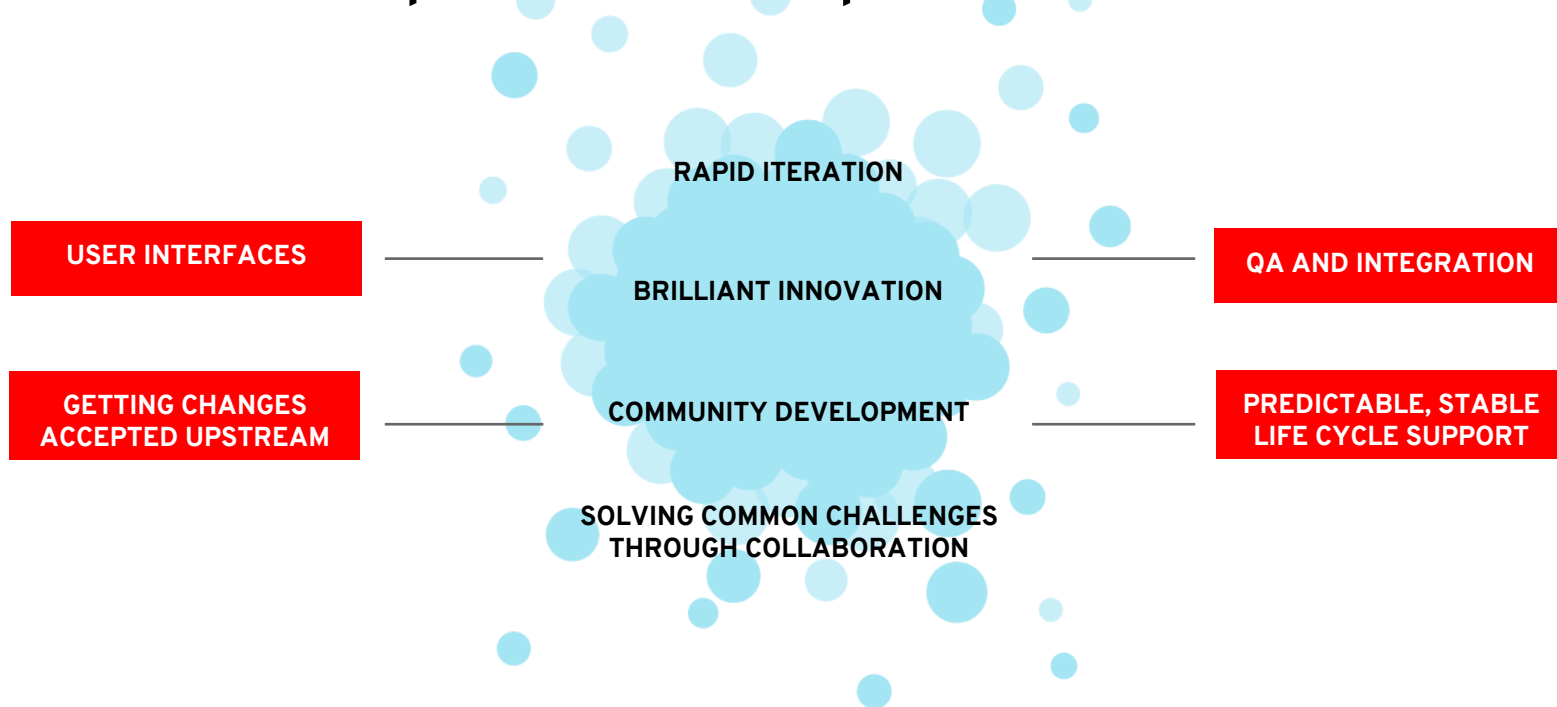 RAPID ITERATION
USER INTERFACES
QA AND INTEGRATION
BRILLIANT INNOVATION
GETTING CHANGES
ACCEPTED UPSTREAM
COMMUNITY DEVELOPMENT
PREDICTABLE, STABLE
LIFE CYCLE SUPPORT
SOLVING COMMON CHALLENGES
THROUGH COLLABORATION